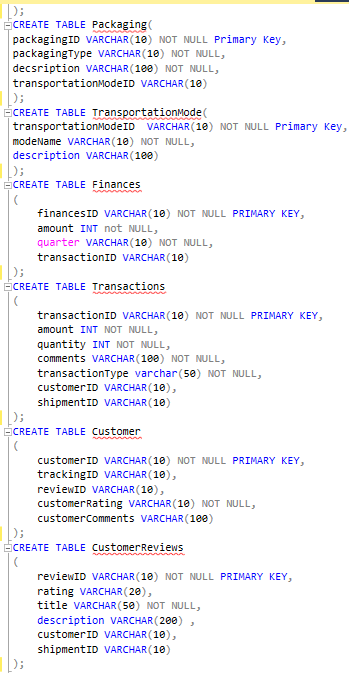 );
CREATE TABLE Packaging(
packagingID VARCHAR(10) NOT NULL Primary Key,
packagingType VARCHAR(10) NOT NULL,
decsription VARCHAR(100) NOT NULL,
transportationModeID VARCHAR(10)
);
CREATE TABLE TransportationMode(
transportationModeID  VARCHAR(10) NOT NULL Primary Key,
modeName VARCHAR(10) NOT NULL,
description VARCHAR(100)
);
CREATE TABLE Finances
(
financesID VARCHAR(10) NOT NULL PRIMARY KEY,
amount INT not NULL,
quarter VARCHAR(10) NOT NULL,
transactionID VARCHAR(10)
);
CREATE TABLE Transactions
(
transactionID VARCHAR(10) NOT NULL PRIMARY KEY,
amount INT NOT NULL,
quantity INT NOT NULL,
comments VARCHAR(100) NOT NULL,
transactionType varchar(50) NOT NULL,
customerID VARCHAR(10),
shipmentID VARCHAR(10)
);
CREATE TABLE Customer
(
customerID VARCHAR(10) NOT NULL PRIMARY KEY,
trackingID VARCHAR(10),
reviewID VARCHAR(10),
customerRating VARCHAR(10) NOT NULL,
customerComments VARCHAR(100)
);
CREATE TABLE CustomerReviews
(
reviewID VARCHAR(10) NOT NULL PRIMARY KEY,
rating VARCHAR(20),
title VARCHAR(50) NOT NULL,
description VARCHAR(200) ,
customerID VARCHAR(10),
shipmentID VARCHAR(10)
);